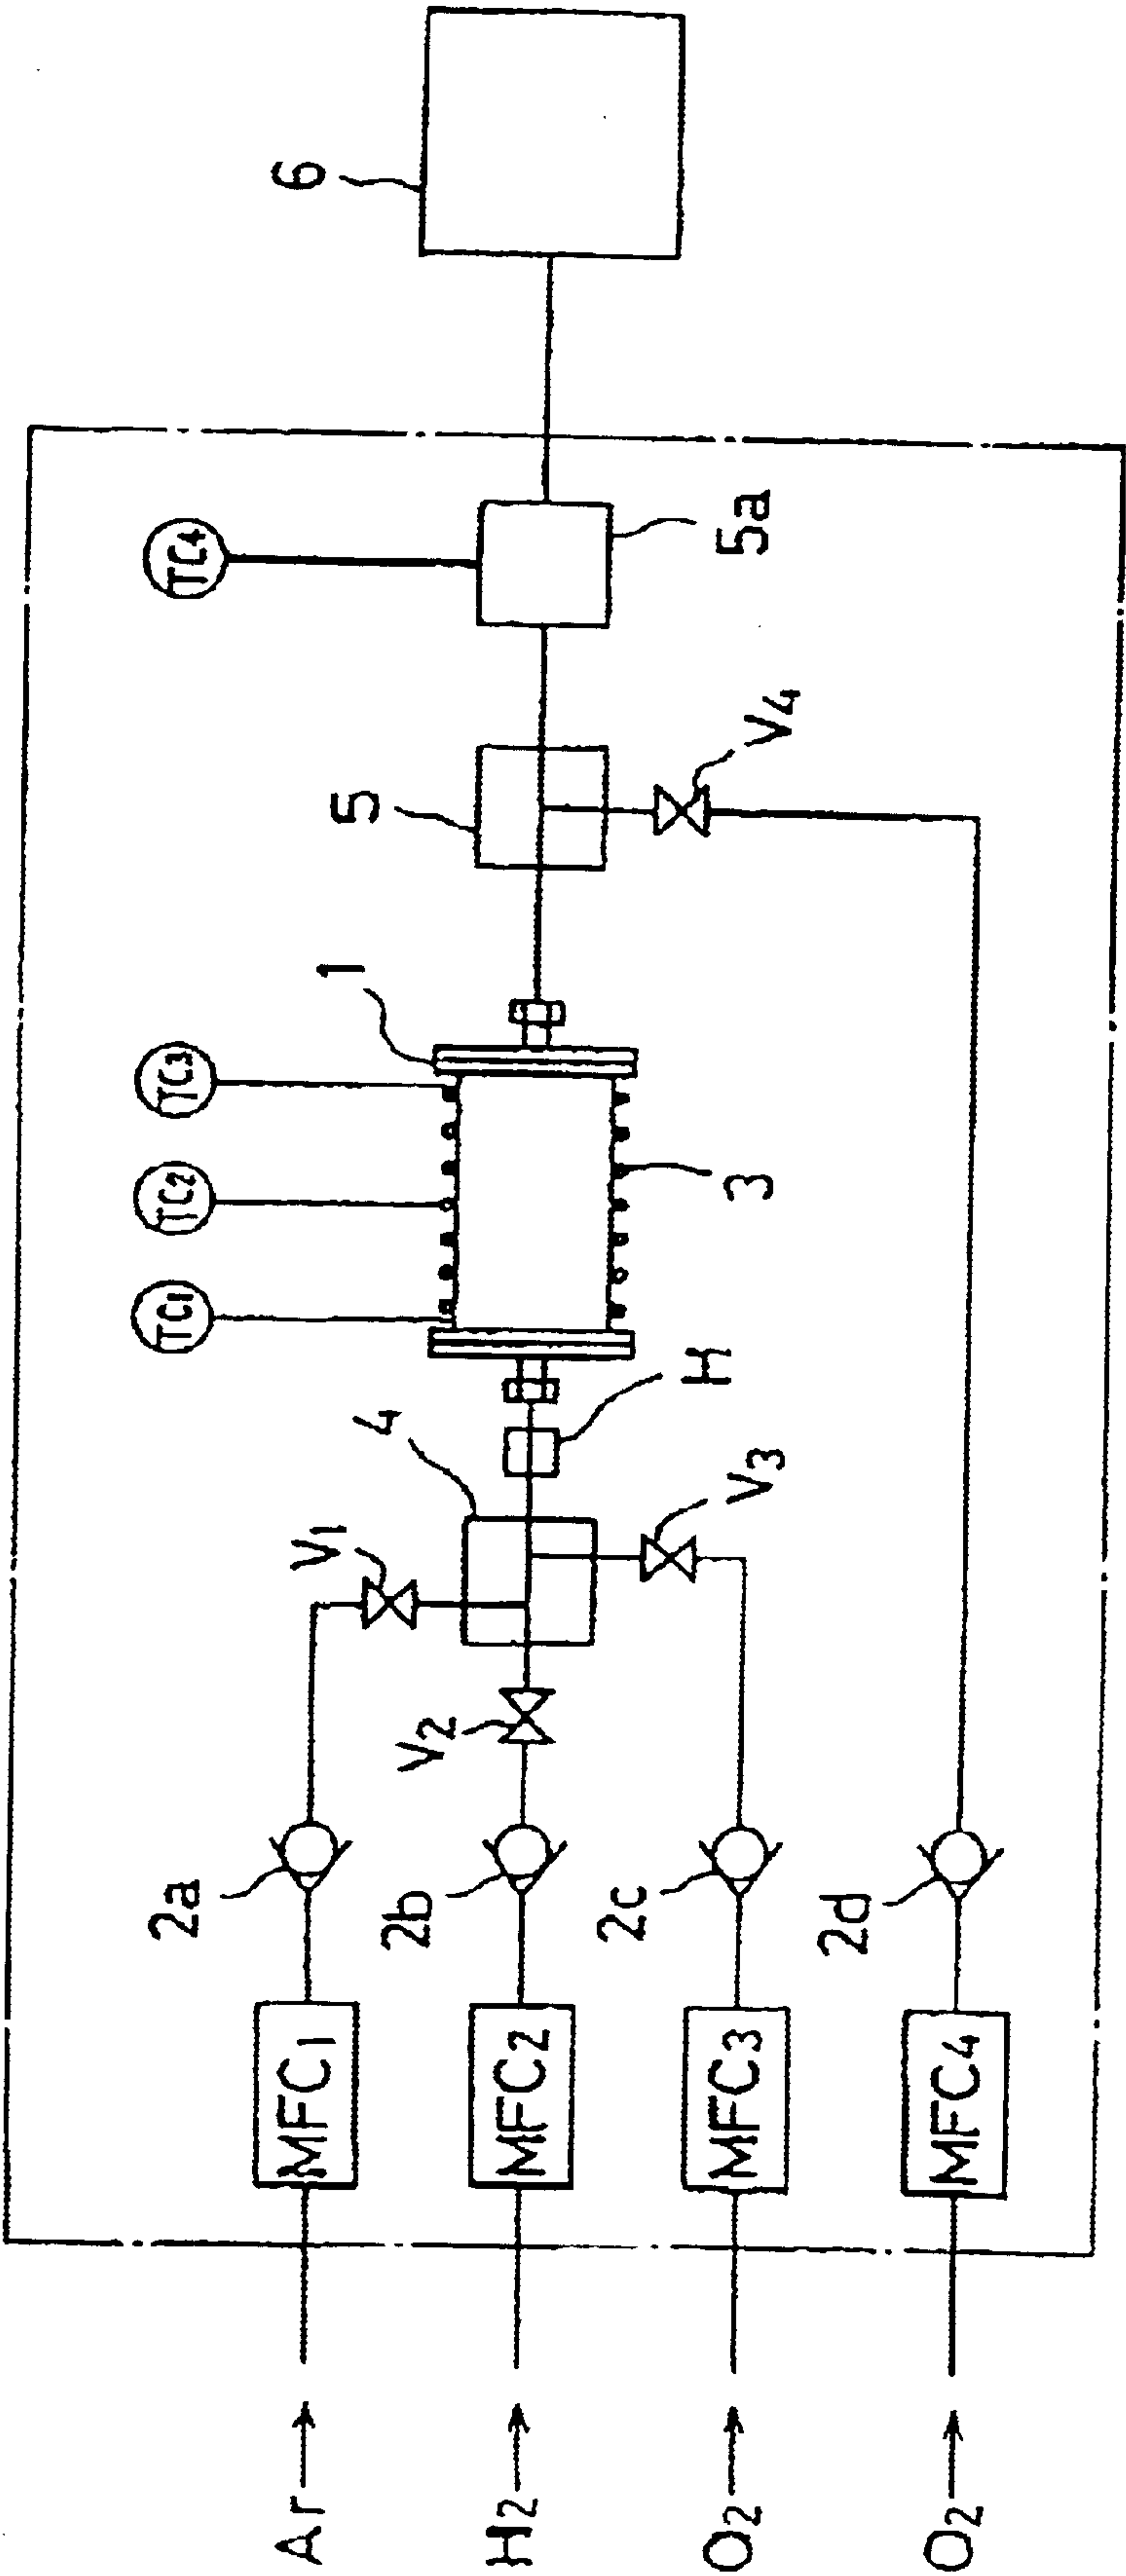 Ar
H2
O2
O2
MFC1
MFC2
MFC3
MFC4
2a
2b
2c
2d
V1
V2
V3
V4
4
H
TC1
TC2
TC3
1
3
5
5a
TC4
6